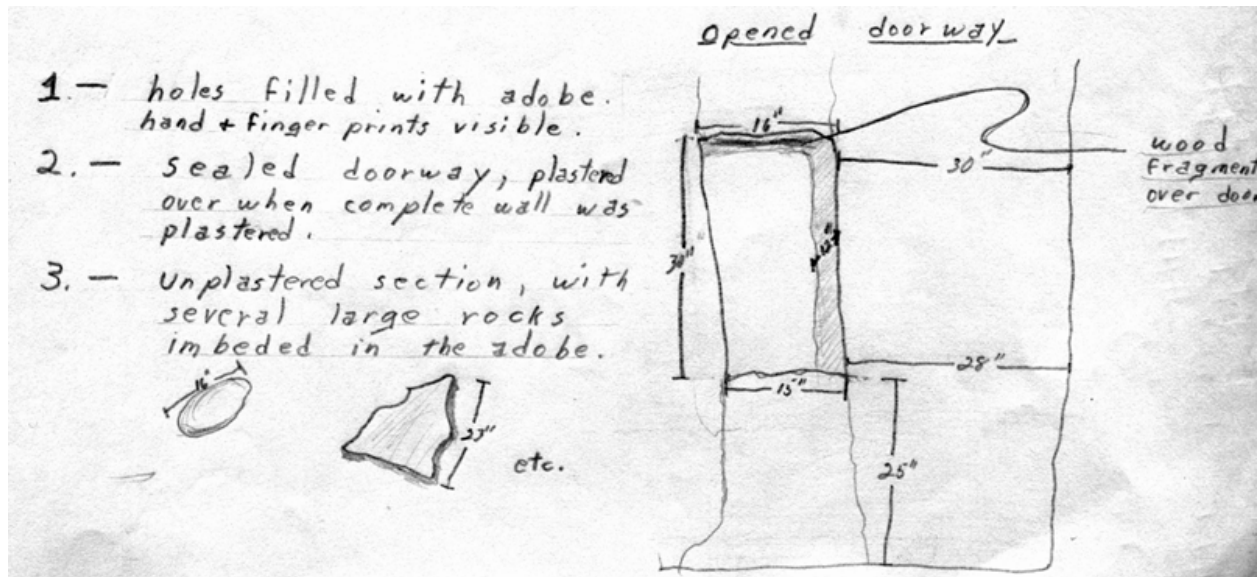 1. — holes filled with adobe.
hand + finger prints visible.
2. — sealed doorway, plasterd
over when complete wall was
plastered.
3. — unplastered section, with
several large rocks
imbeded in the adobe.
16"
23"
etc.
Opened doorway
16"
30"
wood
fragment
over door
28"
15"
25"